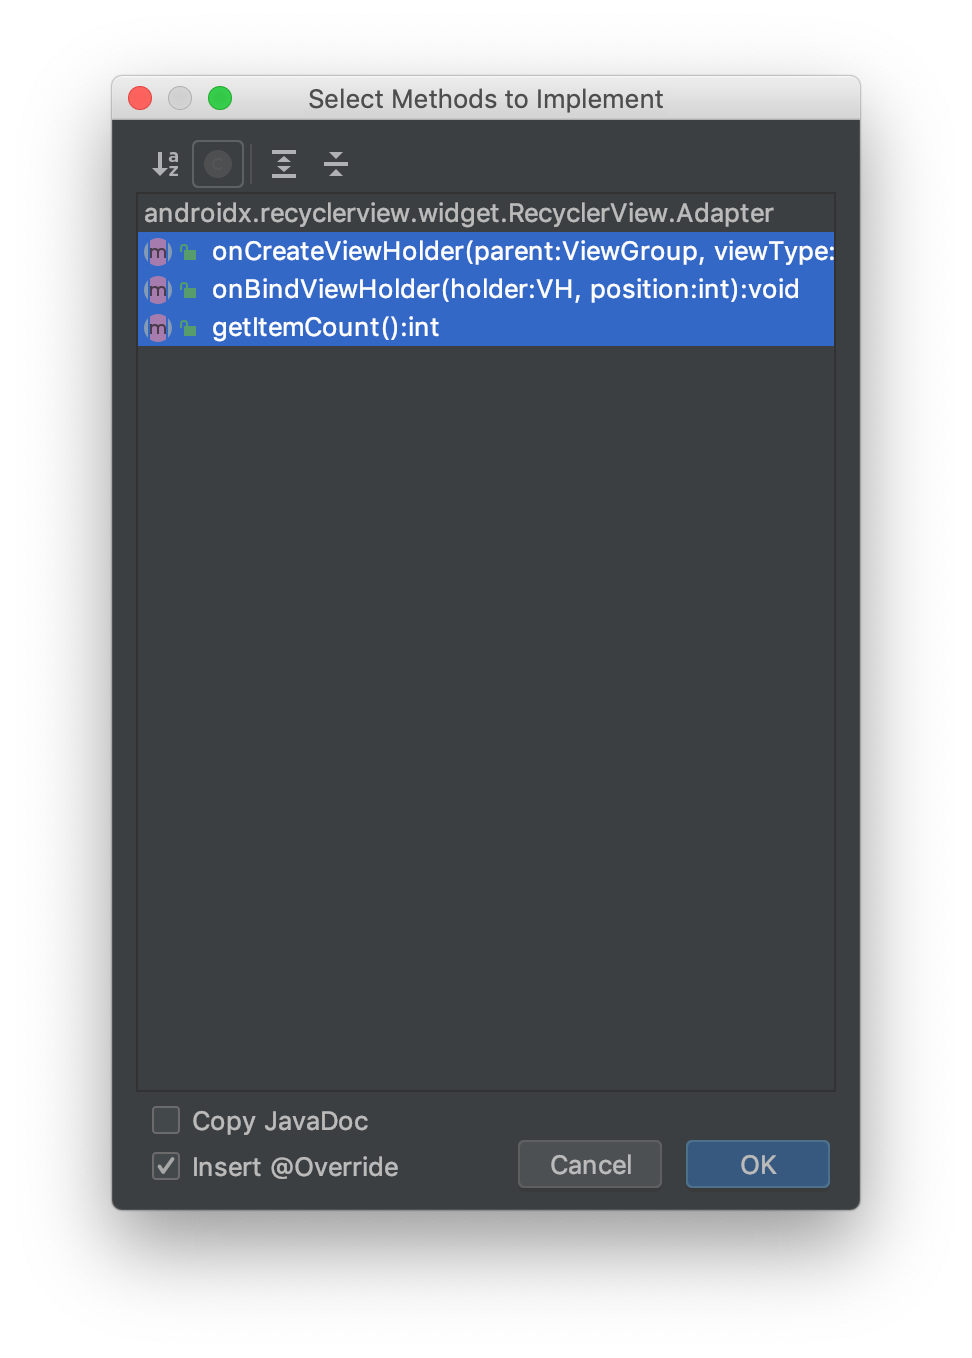 Select Methods to Implement
androidx.recyclerview.widget.RecyclerView.Adapter
onCreateViewHolder(parent:ViewGroup, viewType:
onBindViewHolder(holder:VH, position:int):void
getItemCount():int
Copy JavaDoc
Insert @Override
Cancel
OK